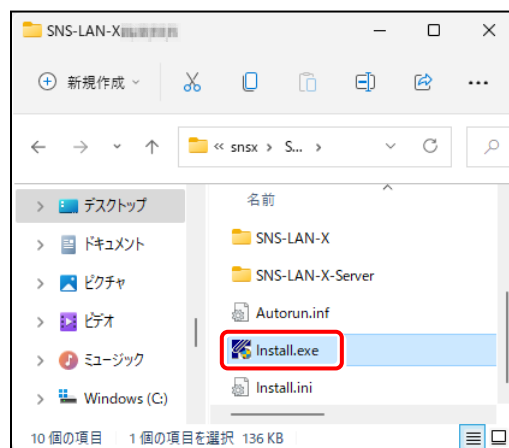 SNS-LAN-X
新規作成
« snsx › S... ›
デスクトップ
ドキュメント
ピクチャ
ビデオ
ミュージック
Windows (C:)
名前
SNS-LAN-X
SNS-LAN-X-Server
Autorun.inf
Install.exe
Install.ini
10 個の項目 1 個の項目を選択 136 KB